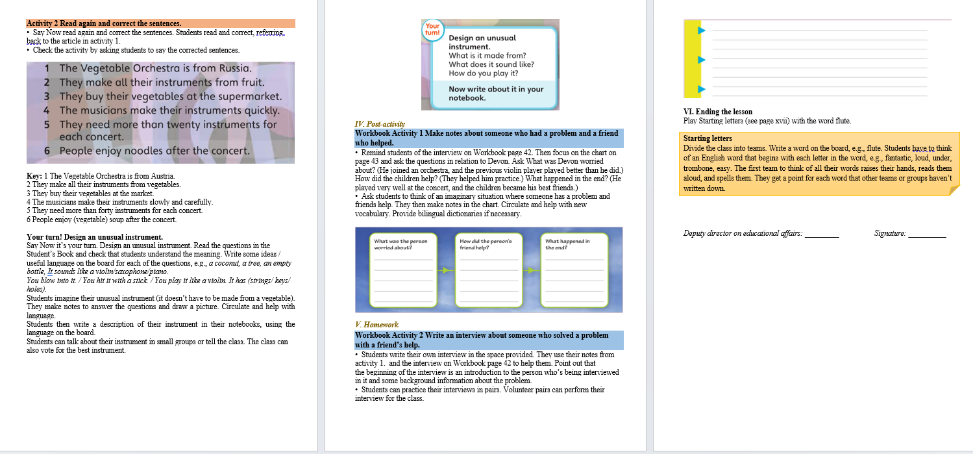 Activity 2 Read again and correct the sentences.
• Say Now read again and correct the sentences. Students read and correct, referring
back to the article in activity 1.
• Check the activity by asking students to say the corrected sentences.
1 The Vegetable Orchestra is from Russia.
2 They make all their instruments from fruit.
3 They buy their vegetables at the supermarket.
4 The musicians make their instruments quickly.
5 They need more than twenty instruments for
each concert.
6 People enjoy noodles after the concert.
Key: 1 The Vegetable Orchestra is from Austria.
2 They make all their instruments from vegetables.
3 They buy their vegetables at the market.
4 The musicians make their instruments slowly and carefully.
5 They need more than forty instruments for each concert.
6 People enjoy (vegetable) soup after the concert.
Your turn! Design an unusual instrument.
Say Now it's your turn. Design an unusual instrument. Read the questions in the
Student's Book and check that students understand the meaning. Write some ideas /
useful language on the board for each of the questions, e.g., a coconut, a tree, an empty
bottle, It sounds like a violin/saxophone/piano.
You blow into it. / You hit it with a stick. / You play it like a violin. It has (strings/ keys/
holes).
Students imagine their unusual instrument (it doesn't have to be made from a vegetable).
They make notes to answer the questions and draw a picture. Circulate and help with
language.
Students then write a description of their instrument in their notebooks, using the
language on the board.
Students can talk about their instrument in small groups or tell the class. The class can
also vote for the best instrument.
Your
turn!
Design an unusual
instrument.
What is it made from?
What does it sound like?
How do you play it?
Now write about it in your
notebook.
IV. Post-activity
Workbook Activity 1 Make notes about someone who had a problem and a friend
who helped.
• Remind students of the interview on Workbook page 42. Then focus on the chart on
page 43 and ask the questions in relation to Devon. Ask What was Devon worried
about? (He joined an orchestra, and the previous violin player played better than he did.)
How did the children help? (They helped him practice.) What happened in the end? (He
played very well at the concert, and the children became his best friends.)
• Ask students to think of an imaginary situation where someone has a problem and
friends help. They then make notes in the chart. Circulate and help with new
vocabulary. Provide bilingual dictionaries if necessary.
What was the person
worried about?
How did the person's
friend help?
What happened in
the end?
V. Homework
Workbook Activity 2 Write an interview about someone who solved a problem
with a friend's help.
• Students write their own interview in the space provided. They use their notes from
activity 1. and the interview on Workbook page 42 to help them. Point out that
the beginning of the interview is an introduction to the person who's being interviewed
in it and some background information about the problem.
• Students can practice their interviews in pairs. Volunteer pairs can perform their
interview for the class.
VI. Ending the lesson
Play Starting letters (see page xvii) with the word flute.
Starting letters
Divide the class into teams. Write a word on the board, e.g., flute. Students have to think
of an English word that begins with each letter in the word, e.g., fantastic, loud, under,
trombone, easy. The first team to think of all their words raises their hands, reads them
aloud, and spells them. They get a point for each word that other teams or groups haven't
written down.
Deputy director on educational affairs: ________ Signature: ________